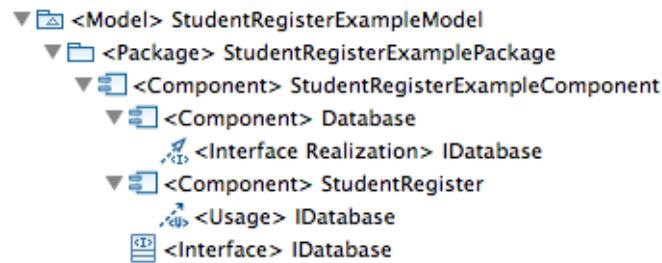 <Model> StudentRegisterExampleModel
<Package> StudentRegisterExamplePackage
<Component> StudentRegisterExampleComponent
<Component> Database
<Interface Realization> IDatabase
<Component> StudentRegister
<Usage> IDatabase
<Interface> IDatabase